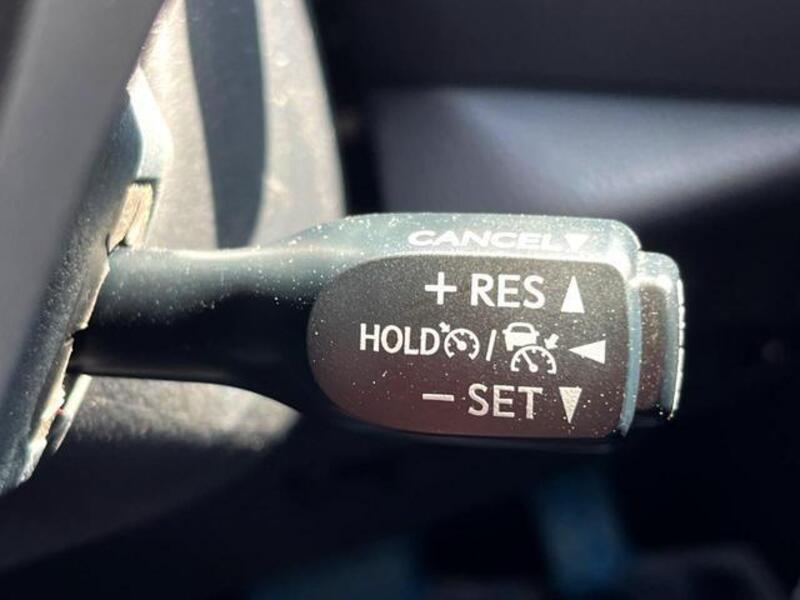 CANCEL▼
+ RES ▲
HOLD / ◀
− SET ▼